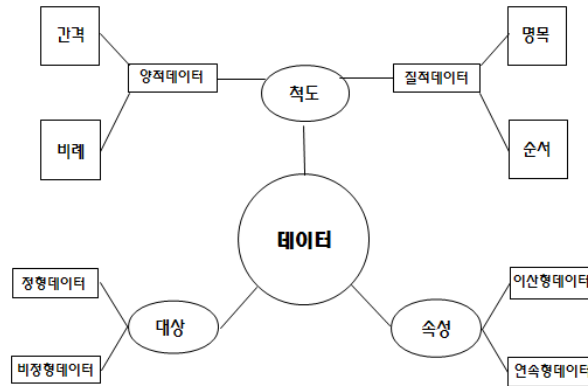 간격
명목
양적데이터
척도
질적데이터
비례
순서
데이터
정형데이터
이산형데이터
대상
속성
비정형데이터
연속형데이터